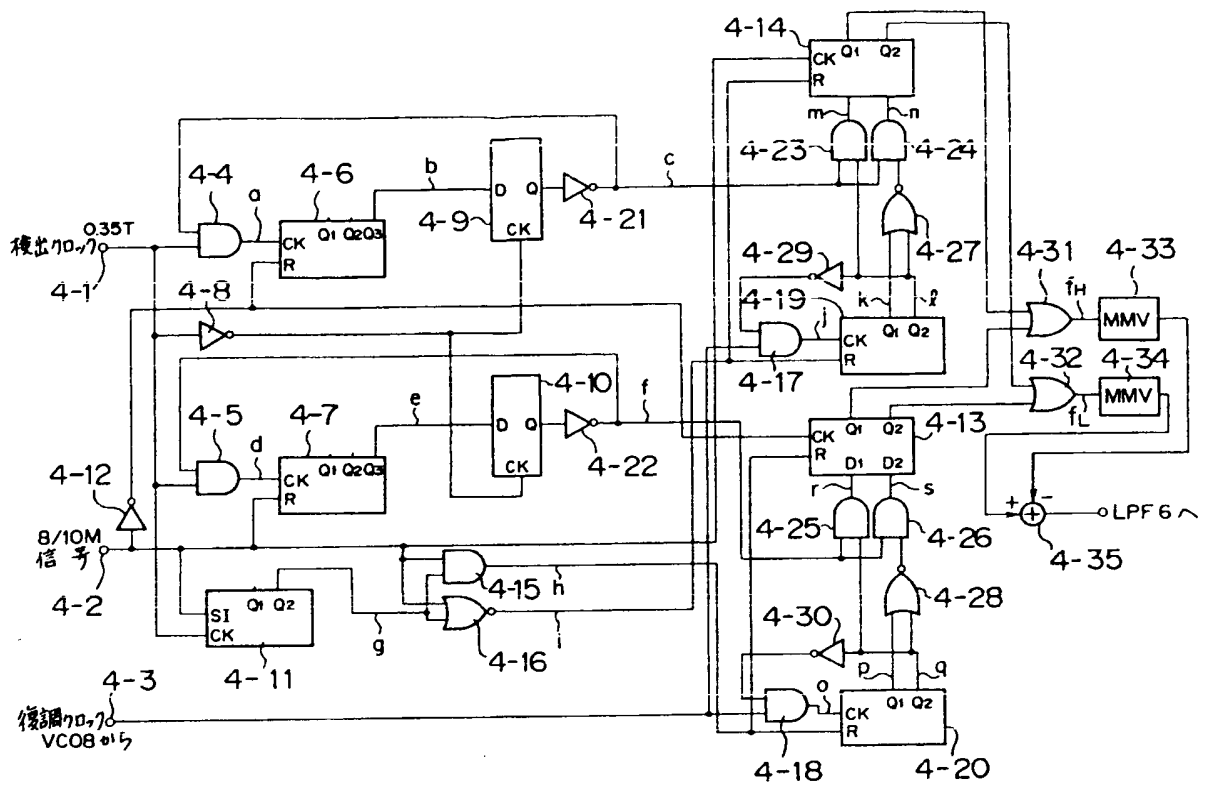 4-14
Q1 Q2
CK
R
m
n
4-23
4-24
4-4
a
4-6
b
4-9
D
Q
CK
4-21
c
4-27
検出クロック
0.35T
4-1
CK
R
Q1 Q2 Q3
4-8
4-29
4-19
k
l
4-31
fH
4-33
MMV
j
CK
R
Q1 Q2
4-17
4-32
fL
4-34
MMV
4-5
d
4-7
e
4-10
D
Q
CK
4-22
f
CK
R
Q1 Q2
D1 D2
4-13
CK
R
Q1 Q2 Q3
4-12
r
s
4-25
4-26
+
-
+
LPF6へ
4-35
8/10M
信号
4-2
4-15
h
SI
CK
Q1 Q2
4-11
g
4-16
i
4-28
4-30
p
q
4-3
復調クロック
VCO8から
o
CK
R
Q1 Q2
4-18
4-20